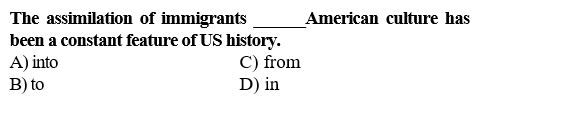 The assimilation of immigrants ______American culture has
been a constant feature of US history.
A) into C) from
B) to D) in